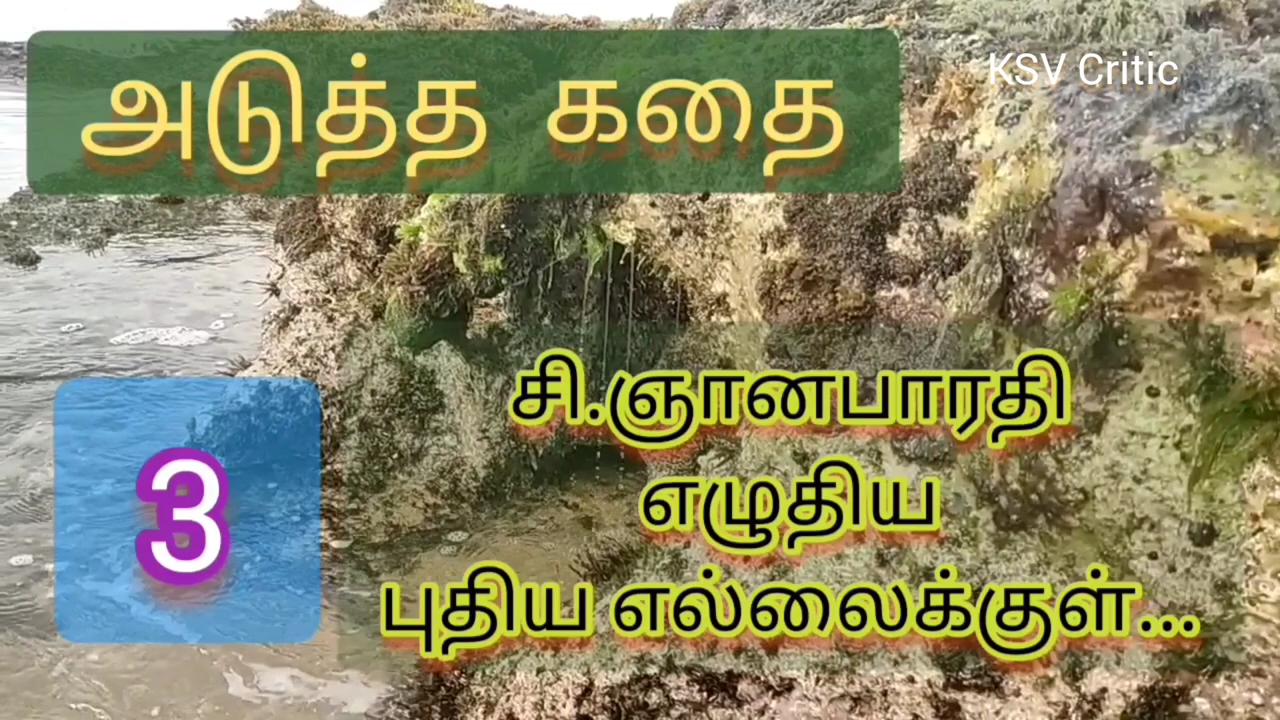 அடுத்த கதை
KSV Critic
3
சி.ஞானபாரதி
எழுதிய
புதிய எல்லைக்குள்...